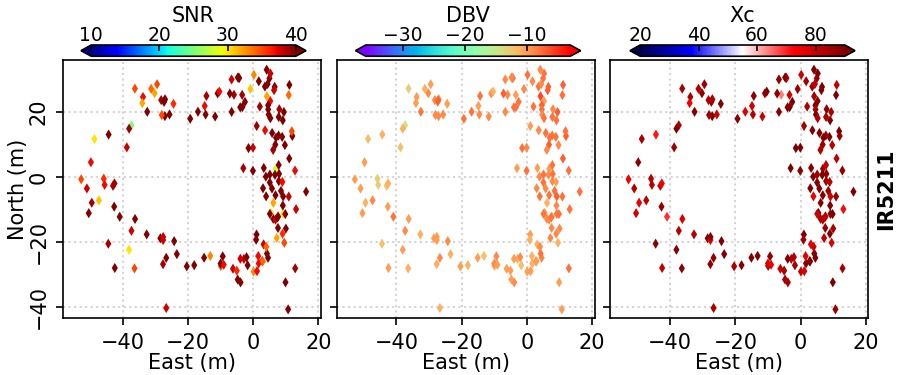 SNR DBV Xc
10 20 30 40 −30 −20 −10 20 40 60 80
20
0
−20
−40
North (m)
IR5211
−40 −20 0 20 −40 −20 0 20 −40 −20 0 20
East (m) East (m) East (m)